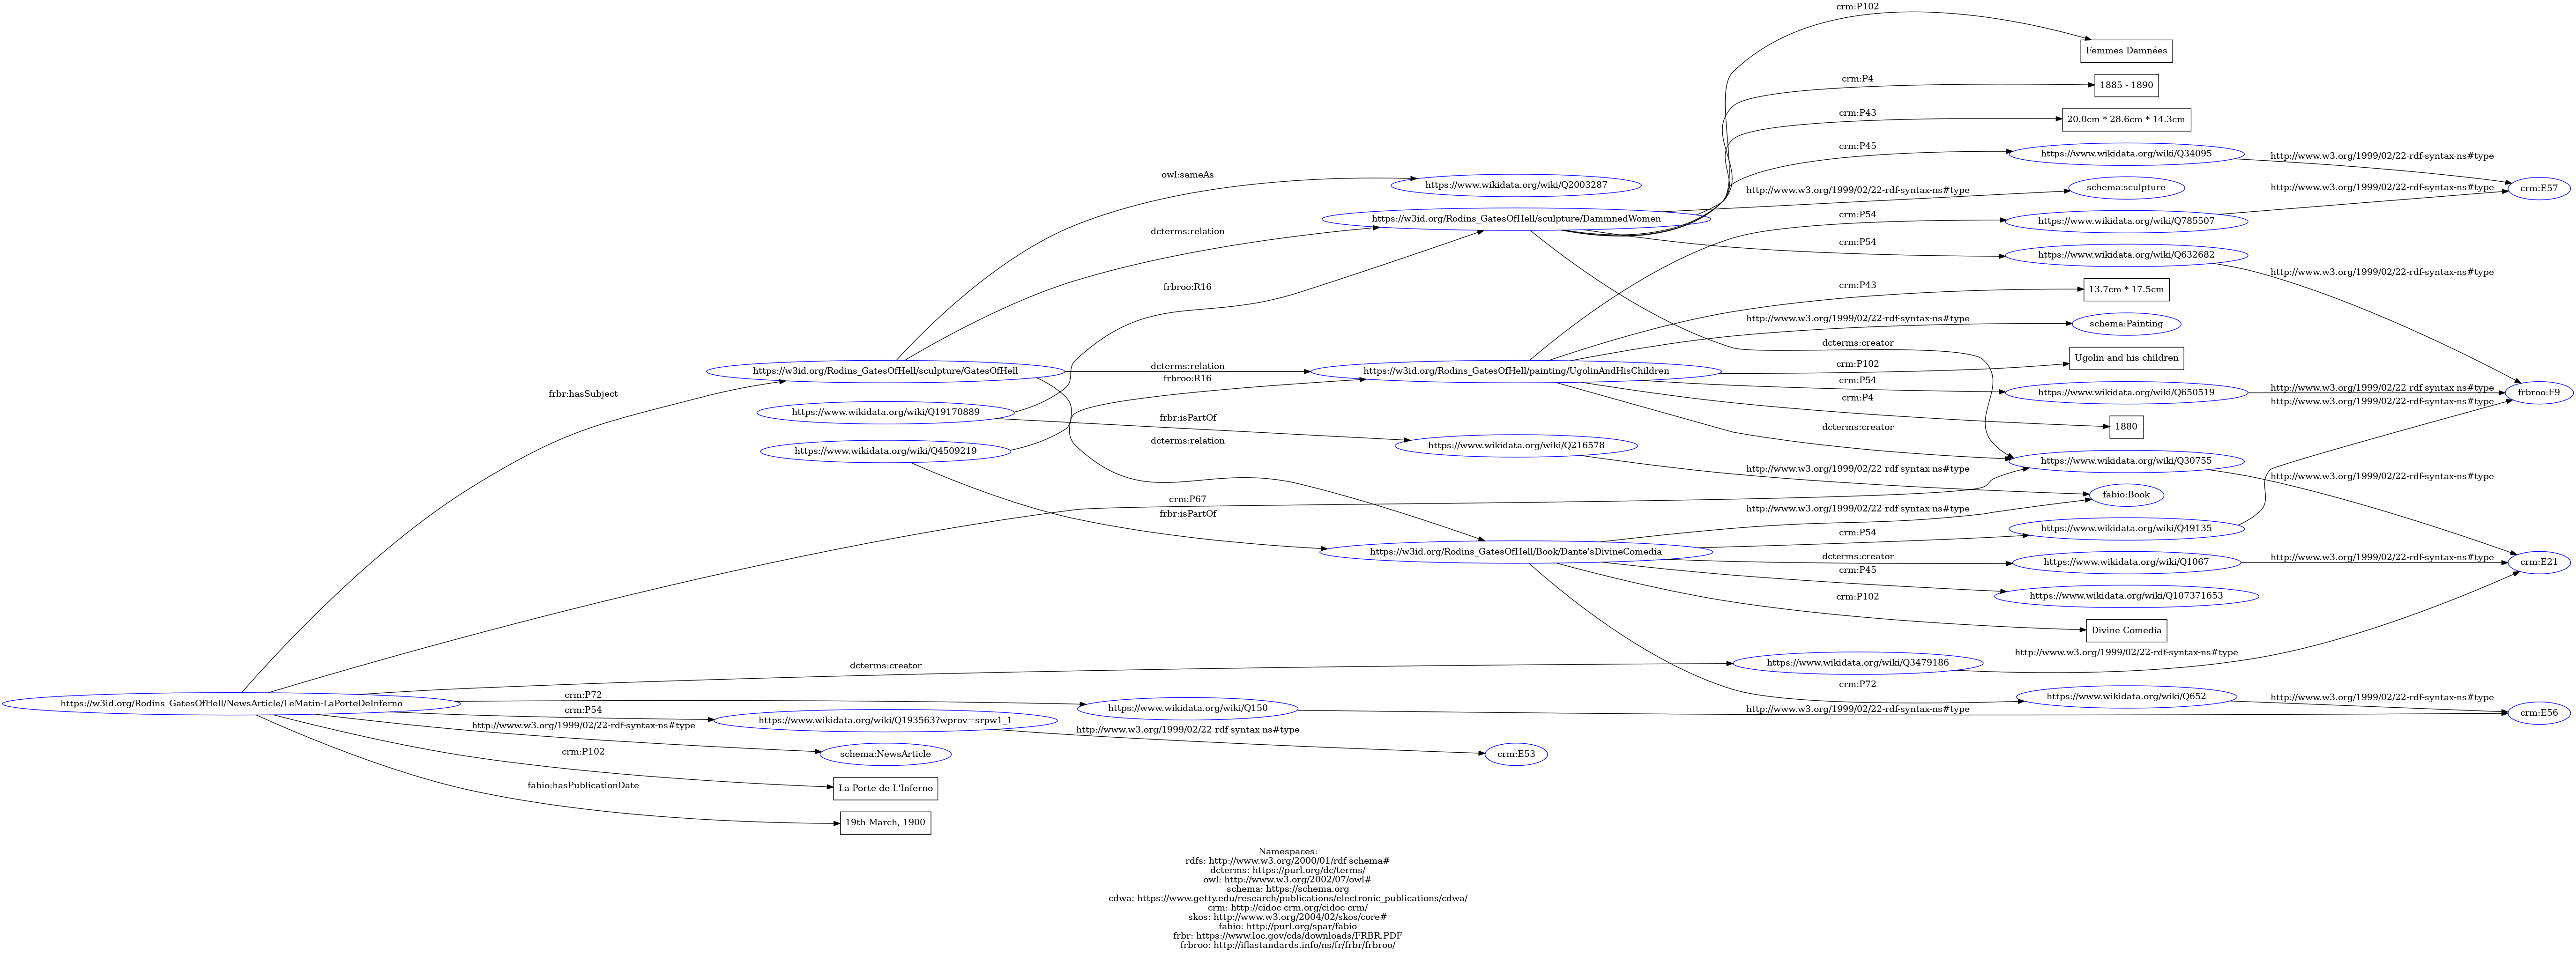 crm:P102
Femmes Damnées
crm:P4
1885 - 1890
crm:P43
20.0cm * 28.6cm * 14.3cm
crm:P45
https://www.wikidata.org/wiki/Q34095
http://www.w3.org/1999/02/22-rdf-syntax-ns#type
owl:sameAs
https://www.wikidata.org/wiki/Q2003287
http://www.w3.org/1999/02/22-rdf-syntax-ns#type
schema:sculpture
http://www.w3.org/1999/02/22-rdf-syntax-ns#type
crm:E57
dcterms:relation
https://w3id.org/Rodins_GatesOfHell/sculpture/DammnedWomen
crm:P54
https://www.wikidata.org/wiki/Q785507
crm:P54
https://www.wikidata.org/wiki/Q632682
http://www.w3.org/1999/02/22-rdf-syntax-ns#type
frbroo:R16
crm:P43
13.7cm * 17.5cm
http://www.w3.org/1999/02/22-rdf-syntax-ns#type
schema:Painting
dcterms:creator
https://w3id.org/Rodins_GatesOfHell/sculpture/GatesOfHell
dcterms:relation
frbroo:R16
https://w3id.org/Rodins_GatesOfHell/painting/UgolinAndHisChildren
crm:P102
Ugolin and his children
frbr:hasSubject
crm:P54
https://www.wikidata.org/wiki/Q650519
http://www.w3.org/1999/02/22-rdf-syntax-ns#type
frbroo:F9
http://www.w3.org/1999/02/22-rdf-syntax-ns#type
crm:P4
1880
https://www.wikidata.org/wiki/Q19170889
frbr:isPartOf
dcterms:creator
dcterms:relation
https://www.wikidata.org/wiki/Q216578
https://www.wikidata.org/wiki/Q4509219
https://www.wikidata.org/wiki/Q30755
http://www.w3.org/1999/02/22-rdf-syntax-ns#type
http://www.w3.org/1999/02/22-rdf-syntax-ns#type
fabio:Book
crm:P67
frbr:isPartOf
http://www.w3.org/1999/02/22-rdf-syntax-ns#type
crm:P54
https://www.wikidata.org/wiki/Q49135
https://w3id.org/Rodins_GatesOfHell/Book/Dante'sDivineComedia
dcterms:creator
https://www.wikidata.org/wiki/Q1067
http://www.w3.org/1999/02/22-rdf-syntax-ns#type
crm:E21
crm:P45
https://www.wikidata.org/wiki/Q107371653
crm:P102
Divine Comedia
dcterms:creator
https://www.wikidata.org/wiki/Q3479186
http://www.w3.org/1999/02/22-rdf-syntax-ns#type
crm:P72
https://www.wikidata.org/wiki/Q652
http://www.w3.org/1999/02/22-rdf-syntax-ns#type
https://w3id.org/Rodins_GatesOfHell/NewsArticle/LeMatin-LaPorteDeInferno
crm:P72
https://www.wikidata.org/wiki/Q150
http://www.w3.org/1999/02/22-rdf-syntax-ns#type
crm:E56
crm:P54
https://www.wikidata.org/wiki/Q193563?wprov=srpw1_1
http://www.w3.org/1999/02/22-rdf-syntax-ns#type
crm:E53
http://www.w3.org/1999/02/22-rdf-syntax-ns#type
schema:NewsArticle
crm:P102
La Porte de L'Inferno
fabio:hasPublicationDate
19th March, 1900
Namespaces:
rdfs: http://www.w3.org/2000/01/rdf-schema#
dcterms: https://purl.org/dc/terms/
owl: http://www.w3.org/2002/07/owl#
schema: https://schema.org
cdwa: https://www.getty.edu/research/publications/electronic_publications/cdwa/
crm: http://cidoc-crm.org/cidoc-crm/
skos: http://www.w3.org/2004/02/skos/core#
fabio: http://purl.org/spar/fabio
frbr: https://www.loc.gov/cds/downloads/FRBR.PDF
frbroo: http://iflastandards.info/ns/fr/frbr/frbroo/